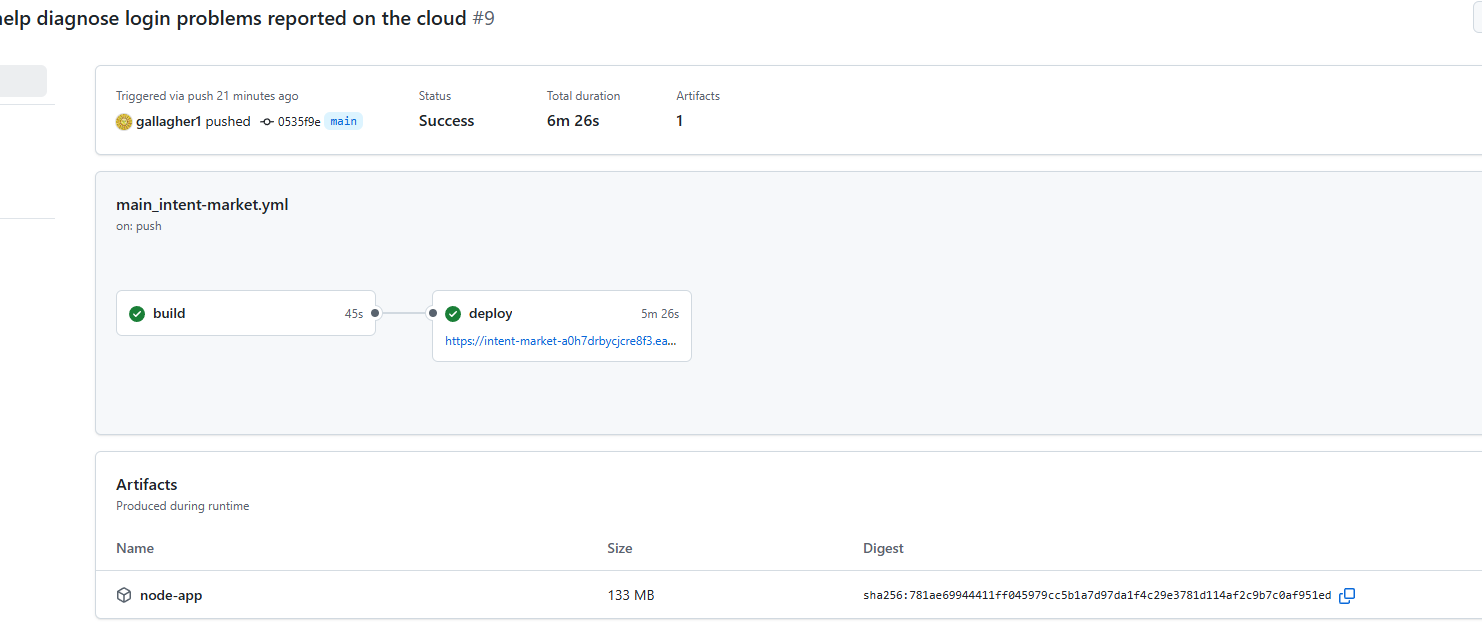 help diagnose login problems reported on the cloud #9
Triggered via push 21 minutes ago
gallagher1 pushed 0535f9e main
Status
Success
Total duration
6m 26s
Artifacts
1
main_intent-market.yml
on: push
build 45s
deploy 5m 26s
https://intent-market-a0h7drbycjcre8f3.ea...
Artifacts
Produced during runtime
Name Size Digest
node-app 133 MB sha256:781ae69944411ff045979cc5b1a7d97da1f4c29e3781d114af2c9b7c0af951ed